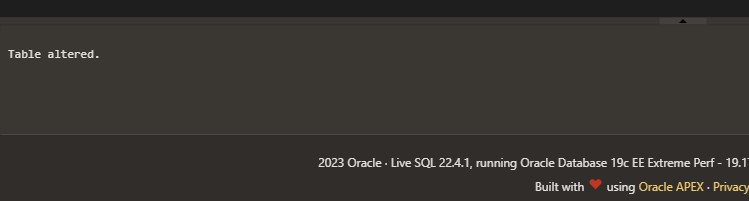 Table altered.
2023 Oracle · Live SQL 22.4.1, running Oracle Database 19c EE Extreme Perf - 19.1
Built with ❤ using Oracle APEX · Privacy